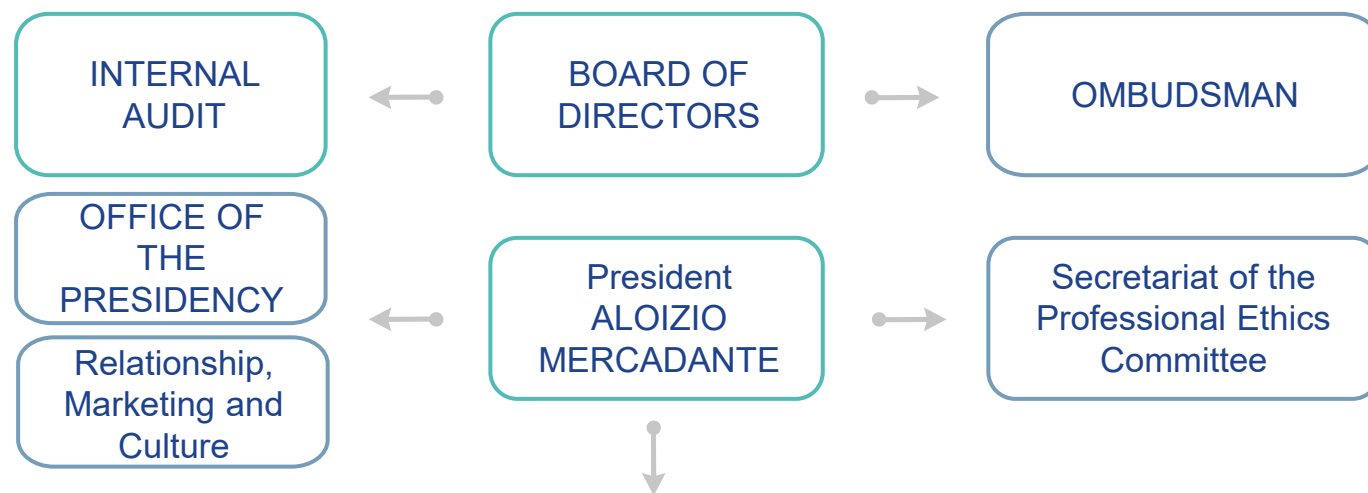 INTERNAL
AUDIT
BOARD OF
DIRECTORS
OMBUDSMAN
OFFICE OF
THE
PRESIDENCY
President
ALOIZIO
MERCADANTE
Secretariat of the
Professional Ethics
Committee
Relationship,
Marketing and
Culture